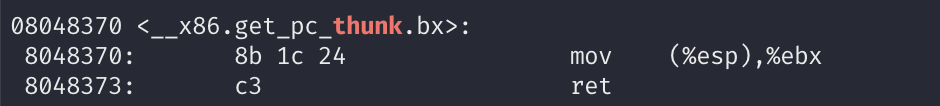 08048370 <__x86.get_pc_thunk.bx>:
 8048370:	8b 1c 24             	mov    (%esp),%ebx
 8048373:	c3                   	ret